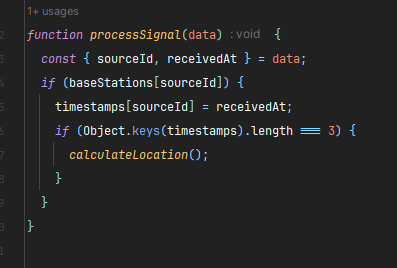 1+ usages
function processSignal(data) : void {
const { sourceId, receivedAt } = data;
if (baseStations[sourceId]) {
timestamps[sourceId] = receivedAt;
if (Object.keys(timestamps).length === 3) {
calculateLocation();
}
}
}